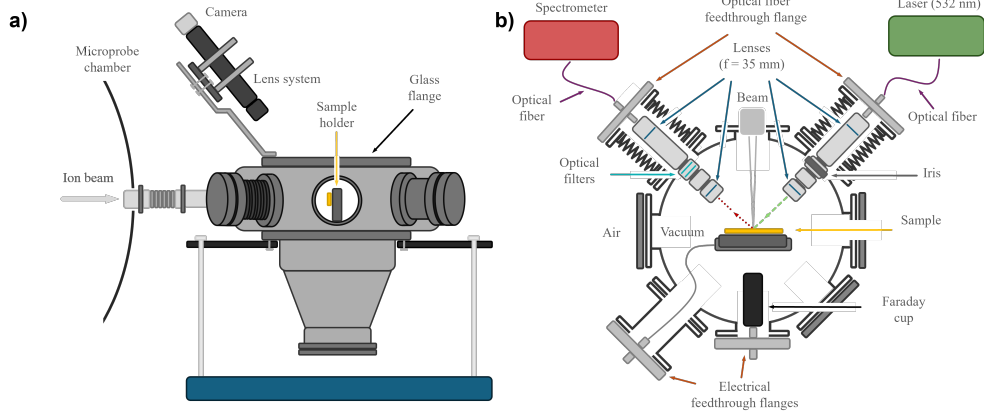 a)
Camera
Microprobe
chamber
Lens system
Glass
flange
Sample
holder
Ion beam
b)
Spectrometer
Optical fiber
feedthrough flange
Laser (532 nm)
Lenses
(f = 35 mm)
Optical
fiber
Beam
Optical fiber
Optical
filters
Iris
Air
Vacuum
Sample
Faraday
cup
Electrical
feedthrough flanges